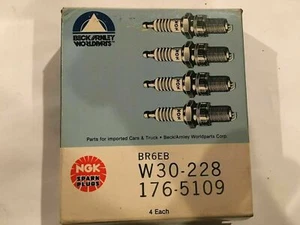 BECK/ARNLEY
WORLDPARTS
Parts for Imported Cars & Trucks • Beck/Arnley Worldparts Corp.
BR6EB
NGK
SPARK
PLUGS
W30-228
176-5109
4 Each